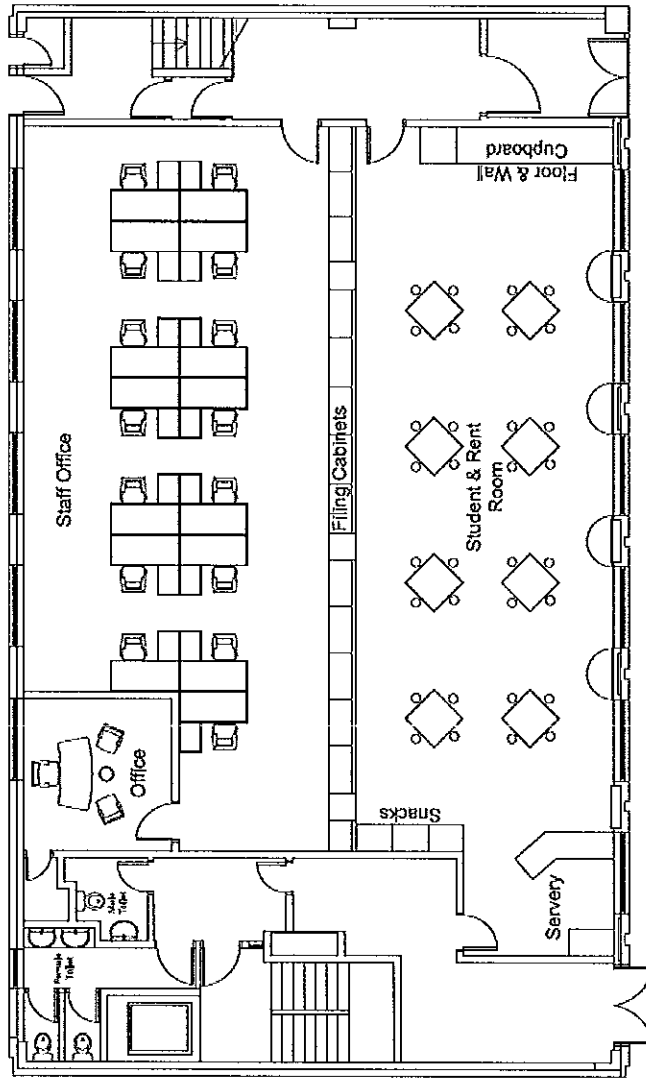 Staff Office
Office
Male
Toilet
Female
Toilet
Filing Cabinets
Cupboard
Floor & Wall
Student & Rent
Room
Snacks
Servery